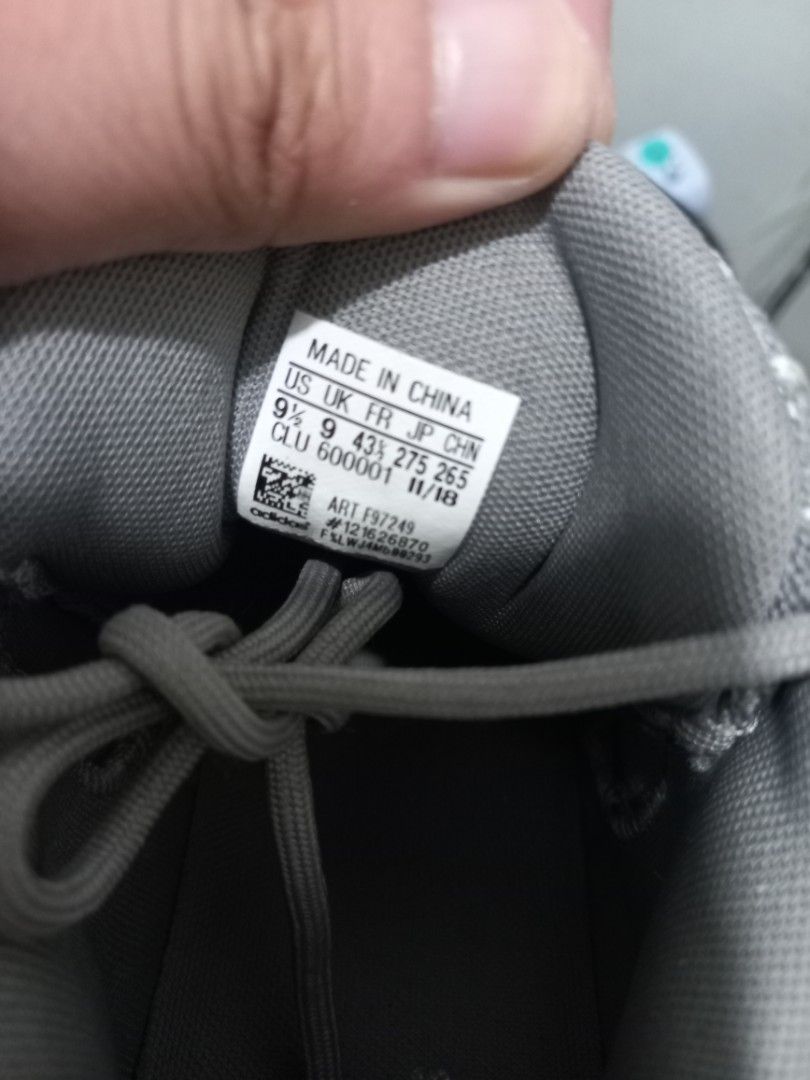 MADE IN CHINA
US UK FR JP CHN
9½ 9 43⅓ 275 265
CLU 600001 11/18
ART F97249
#121626870
adidas